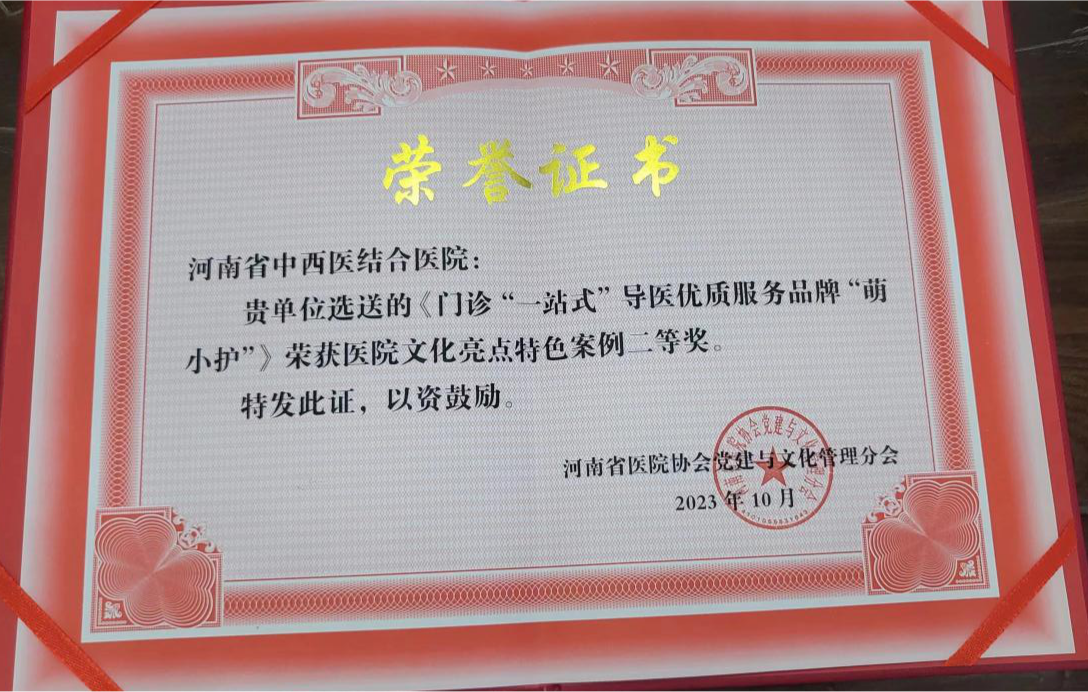 荣誉证书
河南省中西医结合医院：
贵单位选送的《门诊“一站式”导医优质服务品牌“萌
小护”》荣获医院文化亮点特色案例二等奖。
特发此证，以资鼓励。
河南省医院协会党建与文化管理分会
2023 年 10 月